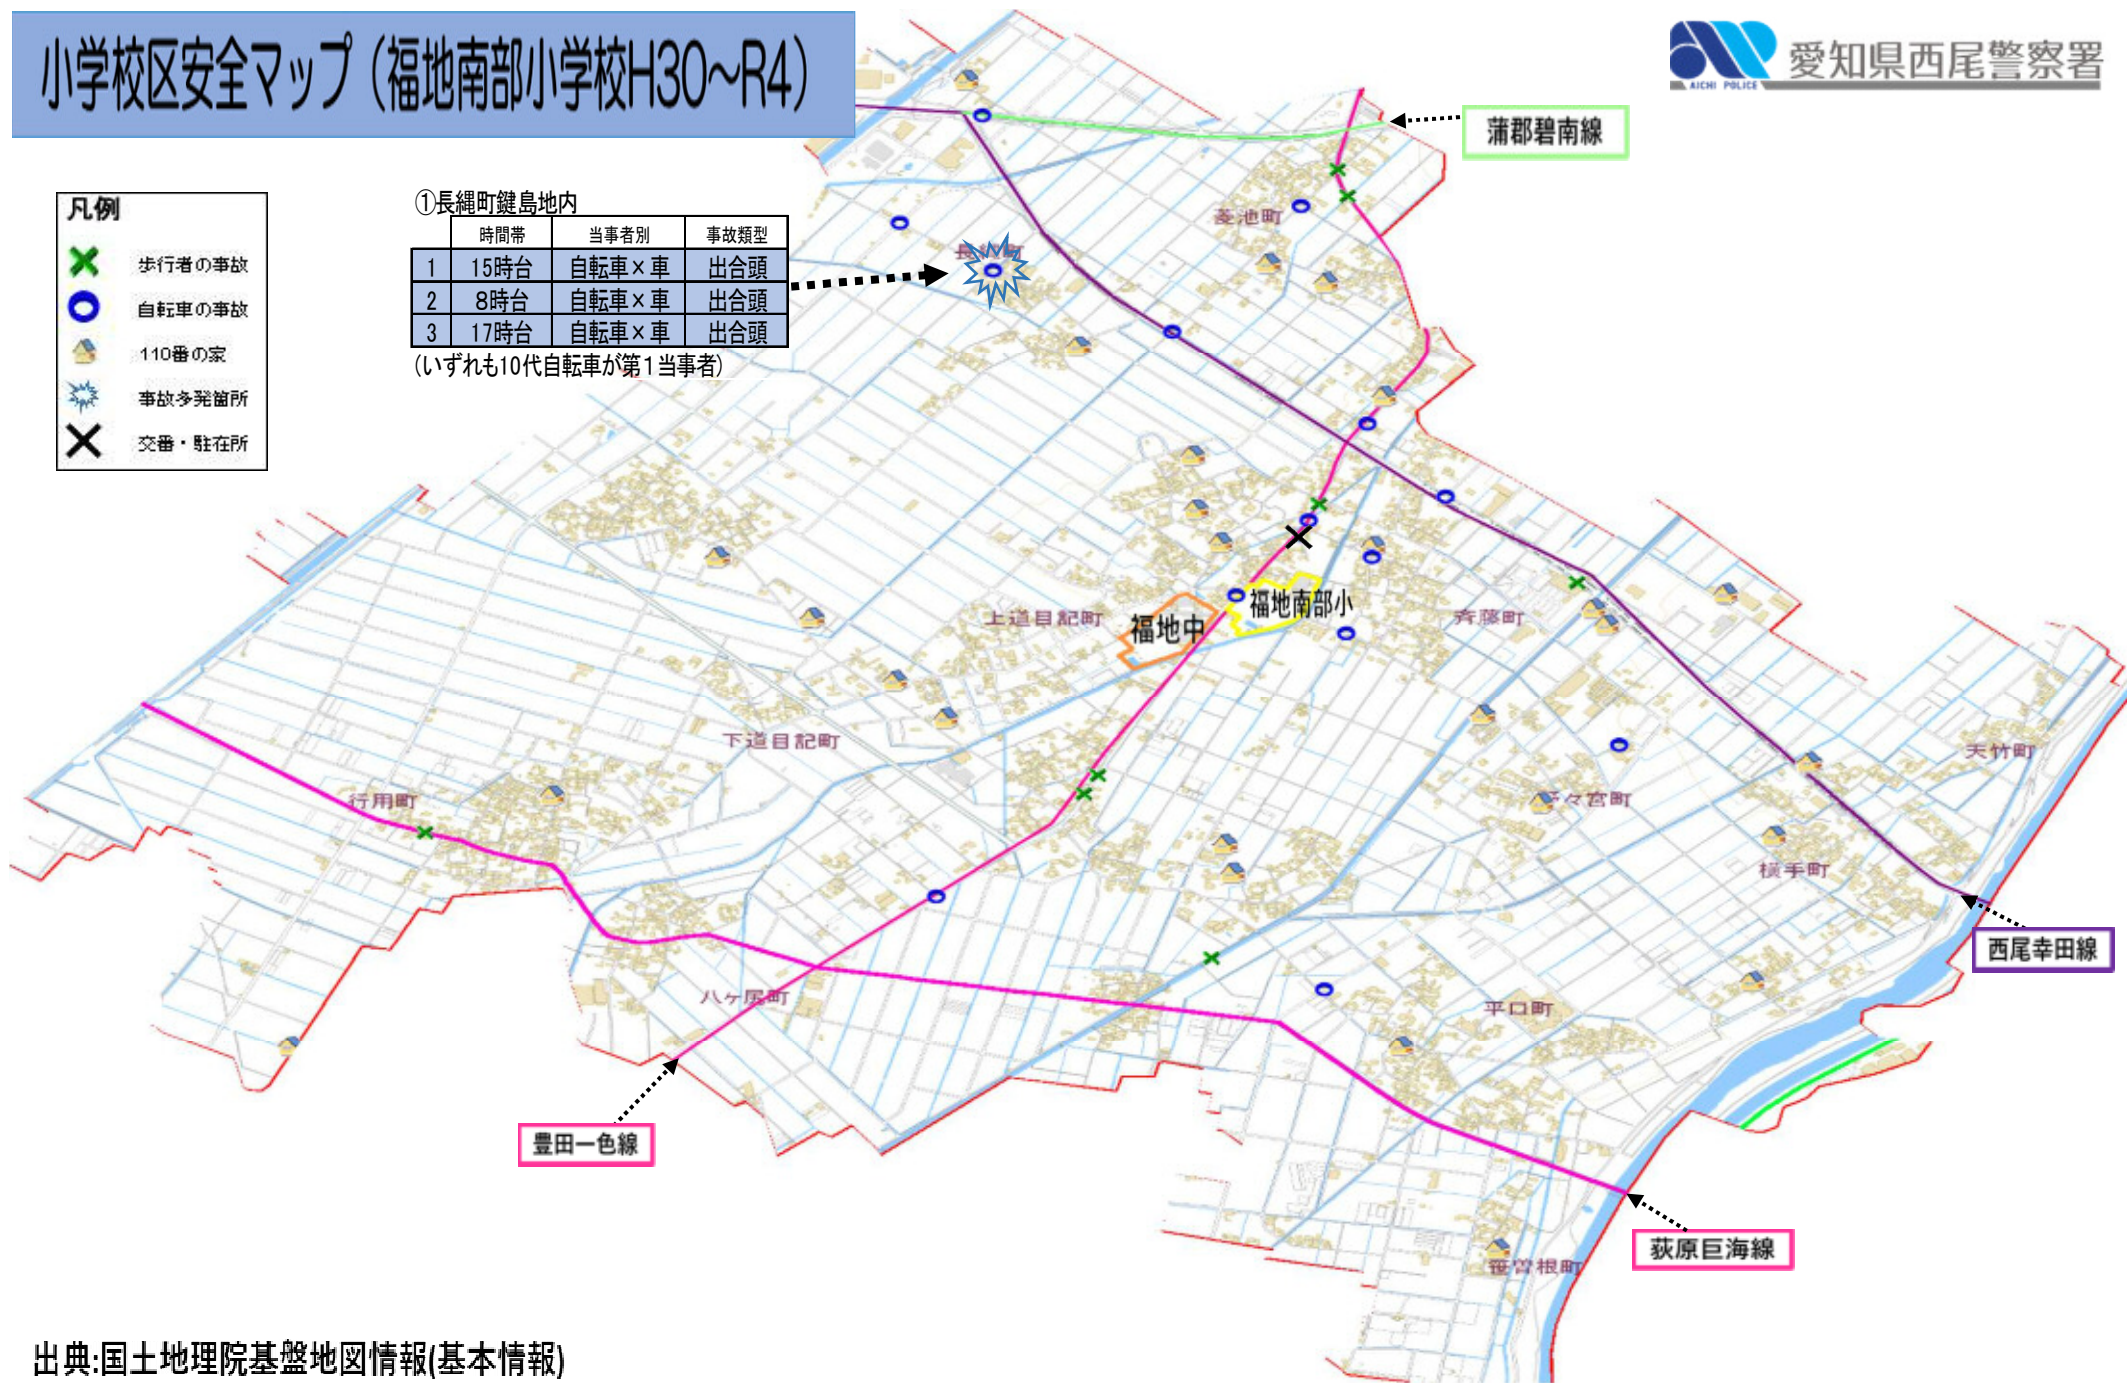 小学校区安全マップ（福地南部小学校H30～R4）
AICHI POLICE
愛知県西尾警察署
蒲郡碧南線
凡例
歩行者の事故
自転車の事故
110番の家
事故多発箇所
交番・駐在所
①長縄町鍵島地内
時間帯 当事者別 事故類型
1 15時台 自転車×車 出合頭
2 8時台 自転車×車 出合頭
3 17時台 自転車×車 出合頭
(いずれも10代自転車が第1当事者)
菱池町
長縄町
上道目記町
福地中
福地南部小
斉藤町
下道目記町
天竹町
行用町
々宮町
横手町
西尾幸田線
八ヶ尻町
平口町
豊田一色線
荻原巨海線
笹曽根町
出典:国土地理院基盤地図情報(基本情報)